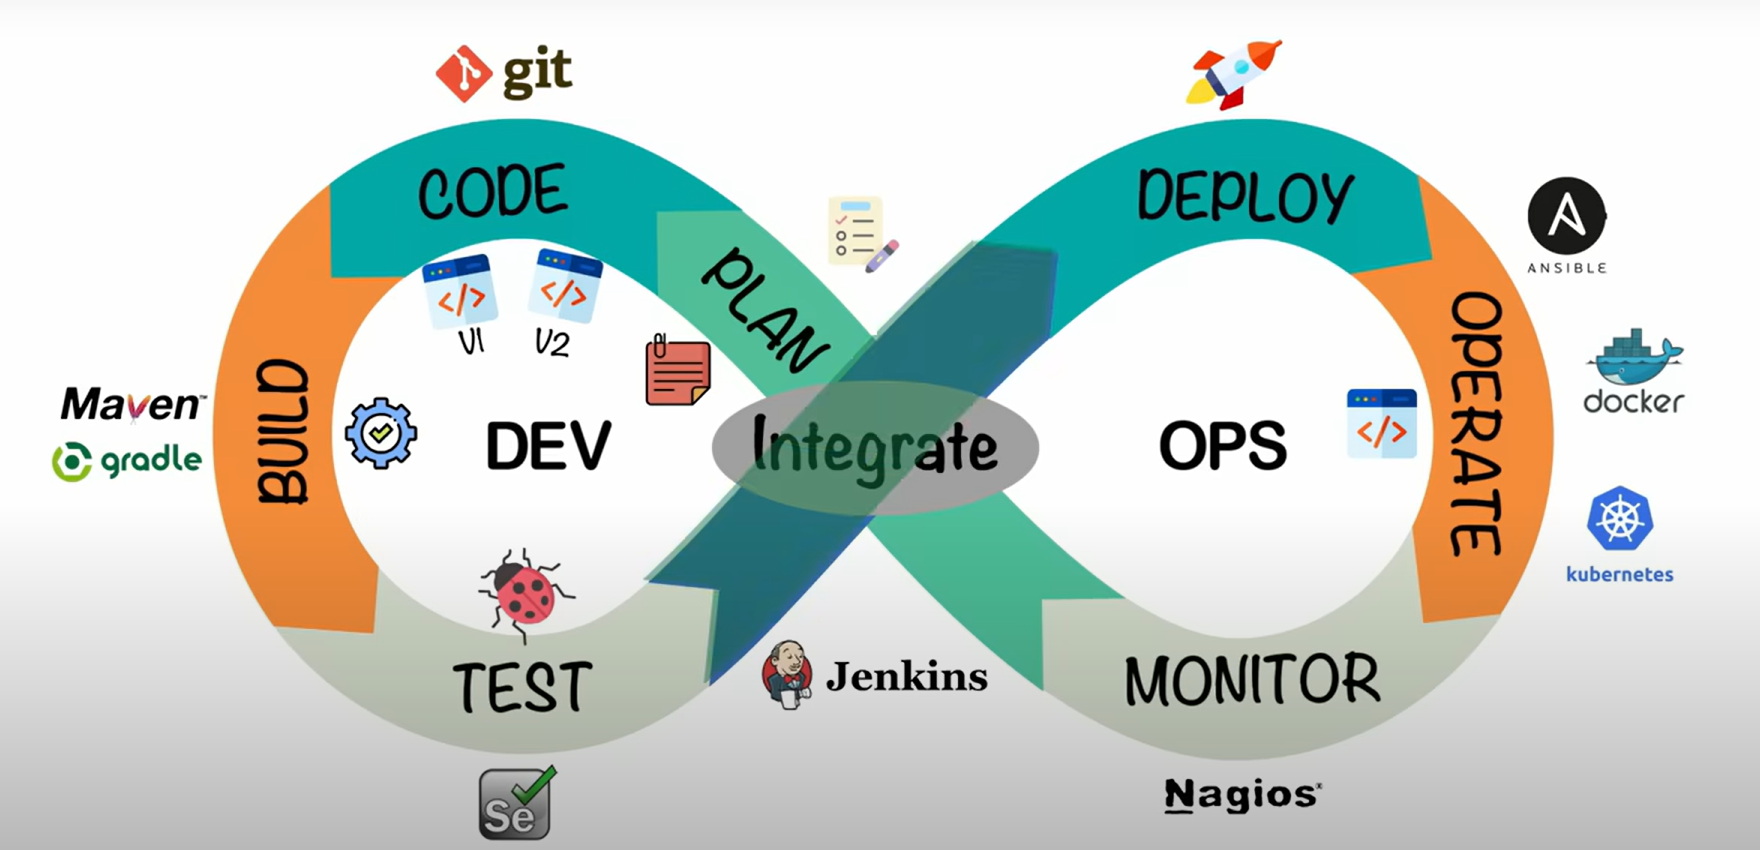 git
CODE
DEPLOY
PLAN
ANSIBLE
</>
</>
V1
V2
OPERATE
docker
Maven™
gradle
BUILD
DEV
Integrate
OPS
</>
kubernetes
TEST
Jenkins
MONITOR
Se
Nagios®